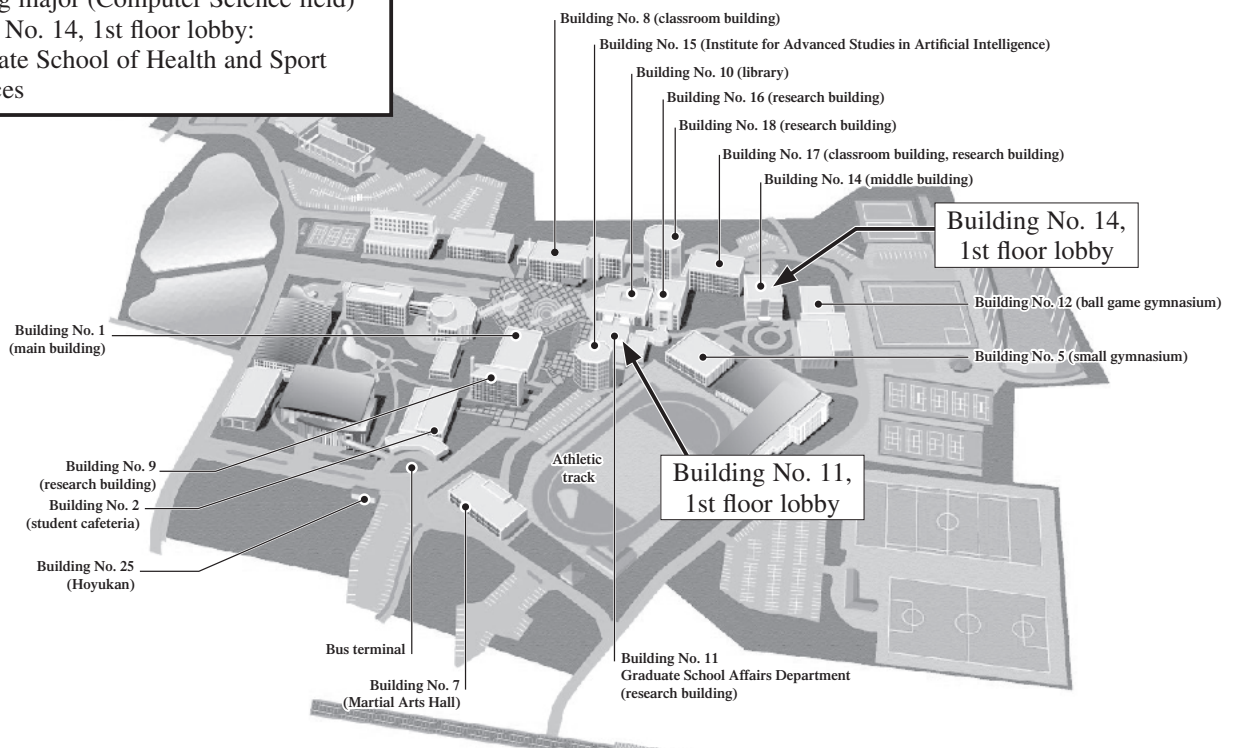 major (Computer Science field)
No. 14, 1st floor lobby:
School of Health and Sport
Building No. 8 (classroom building)
Building No. 15 (Institute for Advanced Studies in Artificial Intelligence)
Building No. 10 (library)
Building No. 16 (research building)
Building No. 18 (research building)
Building No. 17 (classroom building, research building)
Building No. 14 (middle building)
Building No. 14,
1st floor lobby
Building No. 12 (ball game gymnasium)
Building No. 1
(main building)
Building No. 5 (small gymnasium)
Building No. 9
(research building)
Athletic
track
Building No. 11,
1st floor lobby
Building No. 2
(student cafeteria)
Building No. 25
(Hoyukan)
Bus terminal
Building No. 7
(Martial Arts Hall)
Building No. 11
Graduate School Affairs Department
(research building)